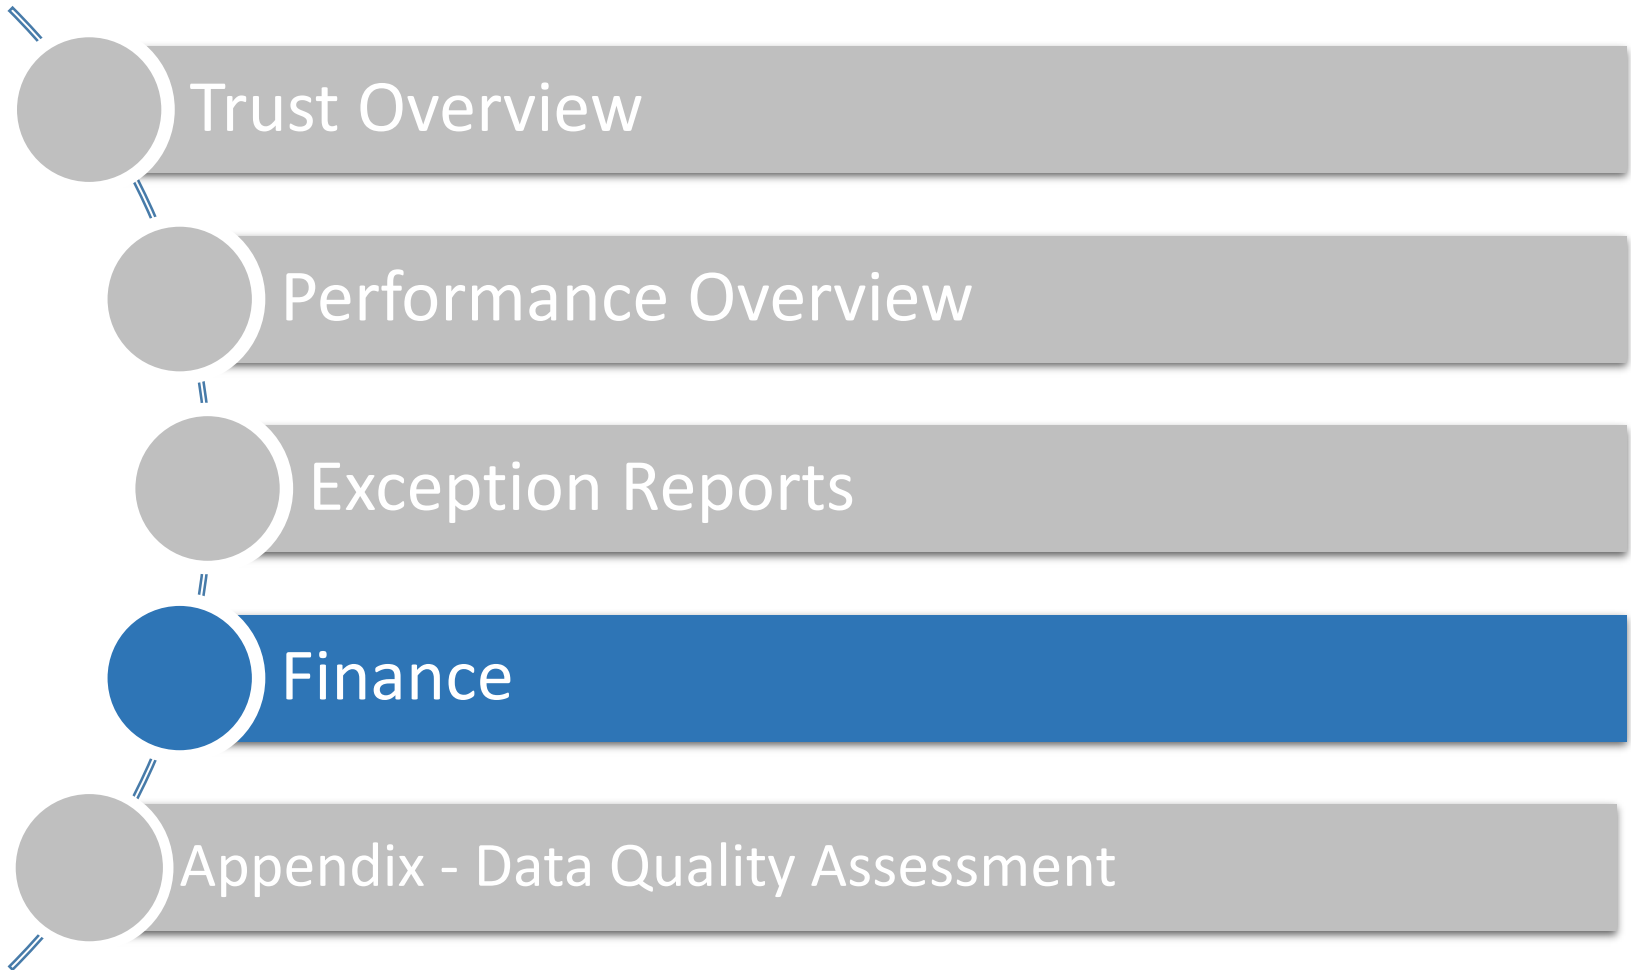 Trust Overview
Performance Overview
Exception Reports
Finance
Appendix - Data Quality Assessment